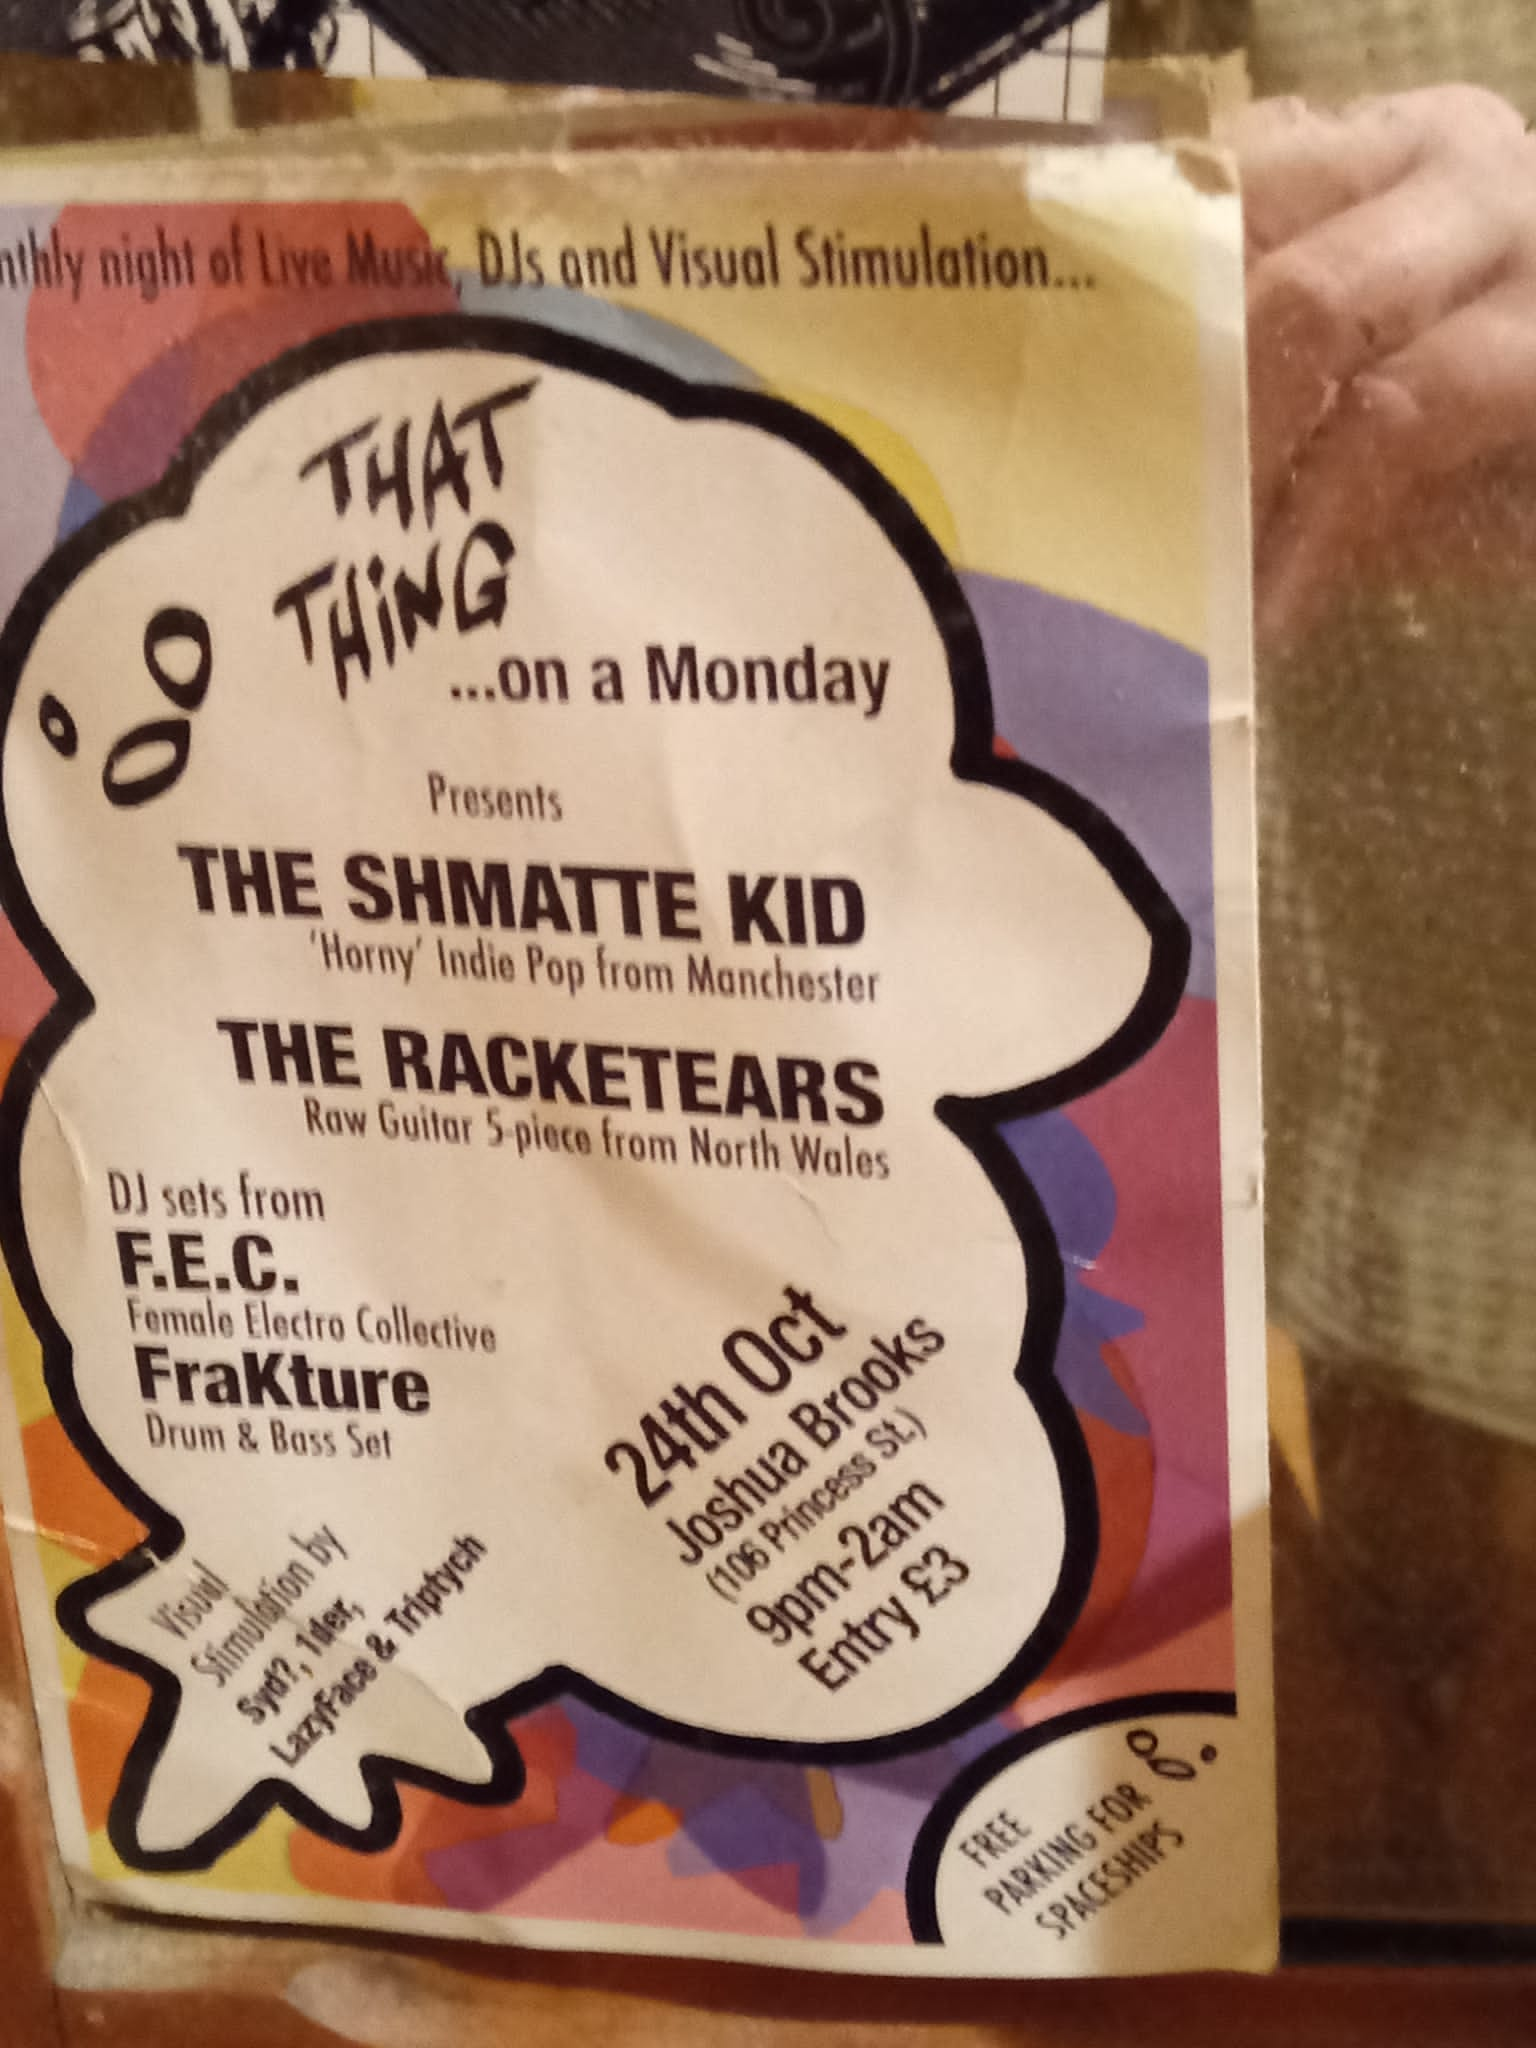 nthly night of Live Music, DJs and Visual Stimulation...
THAT
THiNG
...on a Monday
Presents
THE SHMATTE KID
'Horny' Indie Pop from Manchester
THE RACKETEARS
Raw Guitar 5-piece from North Wales
DJ sets from
F.E.C.
Female Electro Collective
FraKture
Drum & Bass Set
Visual
Stimulation by
Syd?, 1der,
LazyFace & Triptych
24th Oct
Joshua Brooks
(106 Princess St.)
9pm-2am
Entry £3
FREE
PARKING FOR
SPACESHIPS